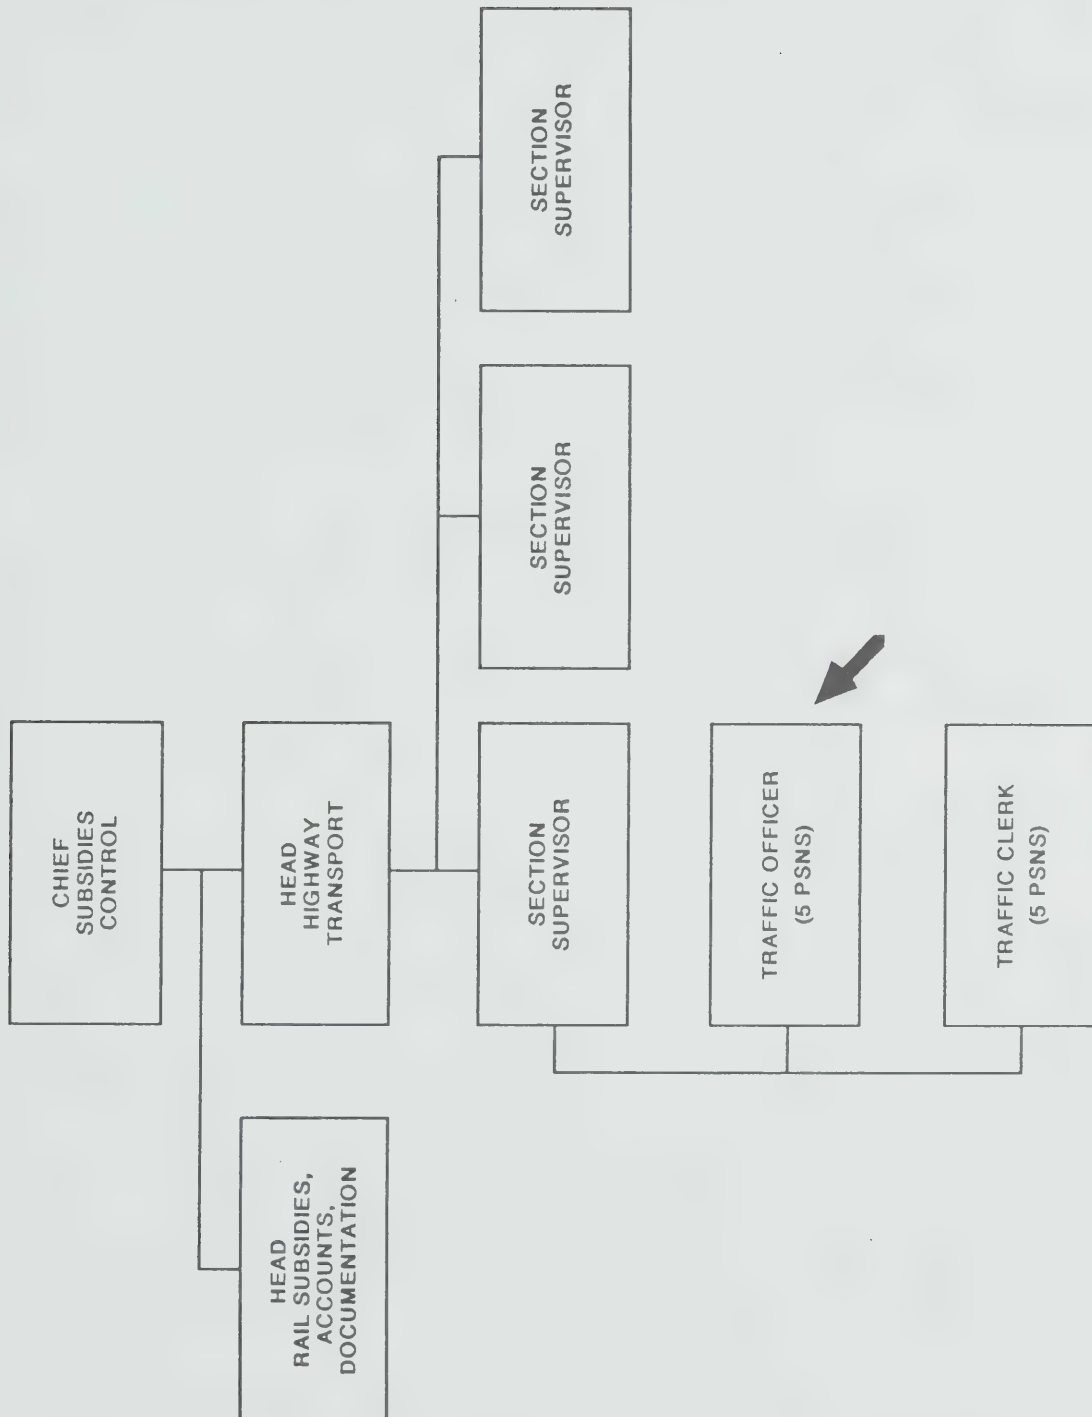 CHIEF
SUBSIDIES
CONTROL
HEAD
RAIL SUBSIDIES,
ACCOUNTS,
DOCUMENTATION
HEAD
HIGHWAY
TRANSPORT
SECTION
SUPERVISOR
SECTION
SUPERVISOR
SECTION
SUPERVISOR
TRAFFIC OFFICER
(5 PSNS)
TRAFFIC CLERK
(5 PSNS)